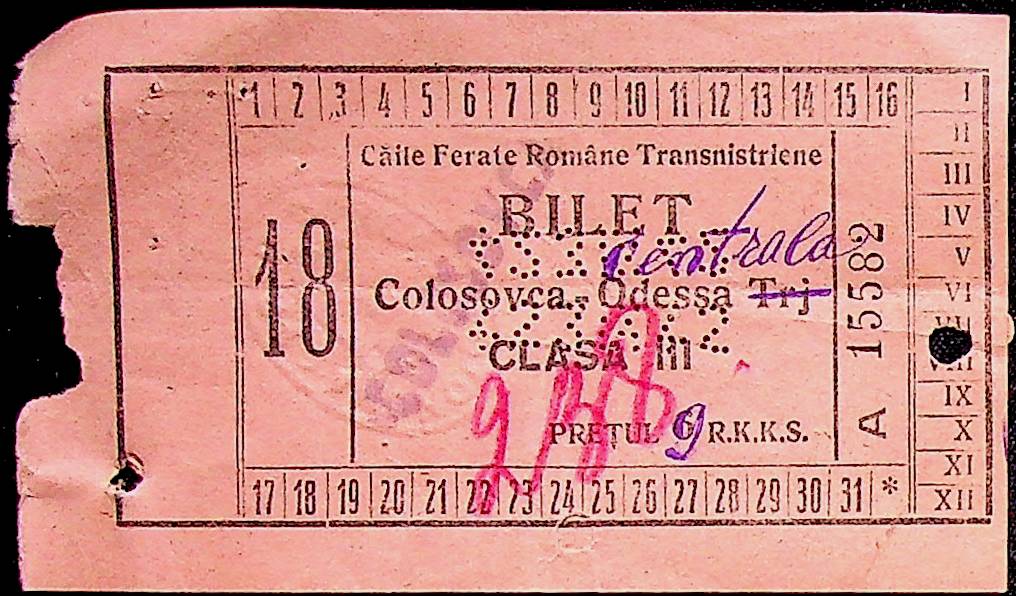 1 2 3 4 5 6 7 8 9 10 11 12 13 14 15 16
Căile Ferate Române Transnistriene
BILET
centrala
Colosovca - Odessa Trj
CLASA III
PREȚUL 9 R.K.K.S.
18
A 15582
17 18 19 20 21 22 23 24 25 26 27 28 29 30 31 *
I
II
III
IV
V
VI
VII
VIII
IX
X
XI
XII